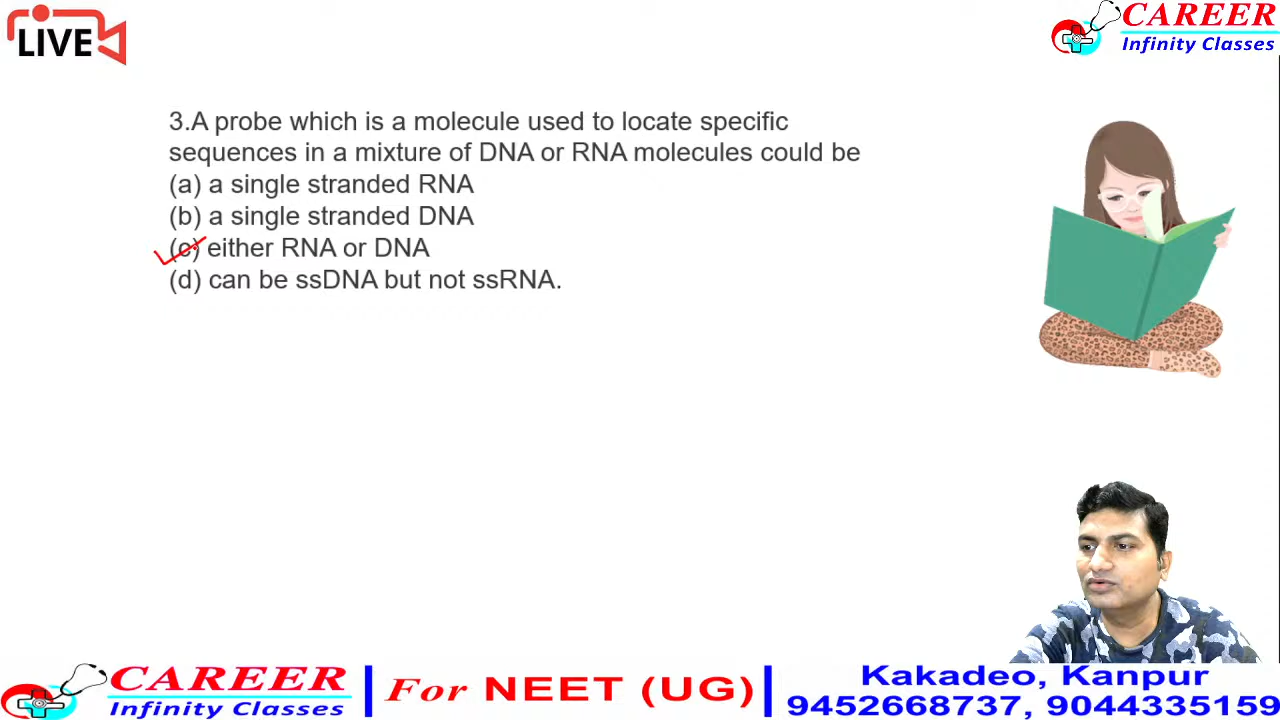 LIVE
CAREER
Infinity Classes
3.A probe which is a molecule used to locate specific
sequences in a mixture of DNA or RNA molecules could be
(a) a single stranded RNA
(b) a single stranded DNA
(c) either RNA or DNA
(d) can be ssDNA but not ssRNA.
CAREER
Infinity Classes
For NEET (UG)
Kakadeo, Kanpur
9452668737, 9044335159